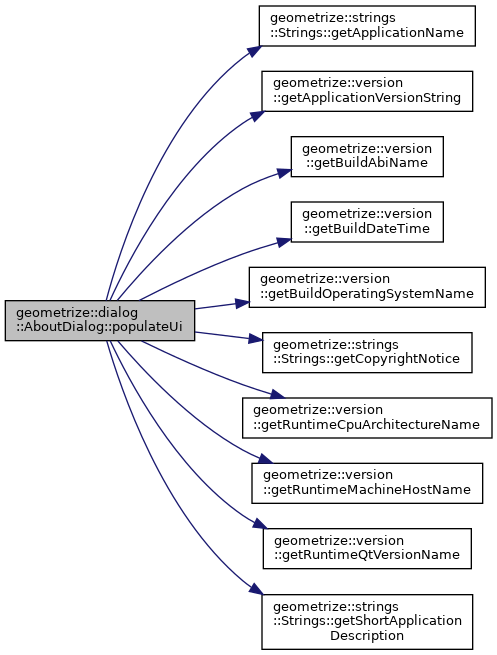 geometrize::strings
::Strings::getApplicationName
geometrize::version
::getApplicationVersionString
geometrize::version
::getBuildAbiName
geometrize::version
::getBuildDateTime
geometrize::version
::getBuildOperatingSystemName
geometrize::dialog
::AboutDialog::populateUi
geometrize::strings
::Strings::getCopyrightNotice
geometrize::version
::getRuntimeCpuArchitectureName
geometrize::version
::getRuntimeMachineHostName
geometrize::version
::getRuntimeQtVersionName
geometrize::strings
::Strings::getShortApplication
Description